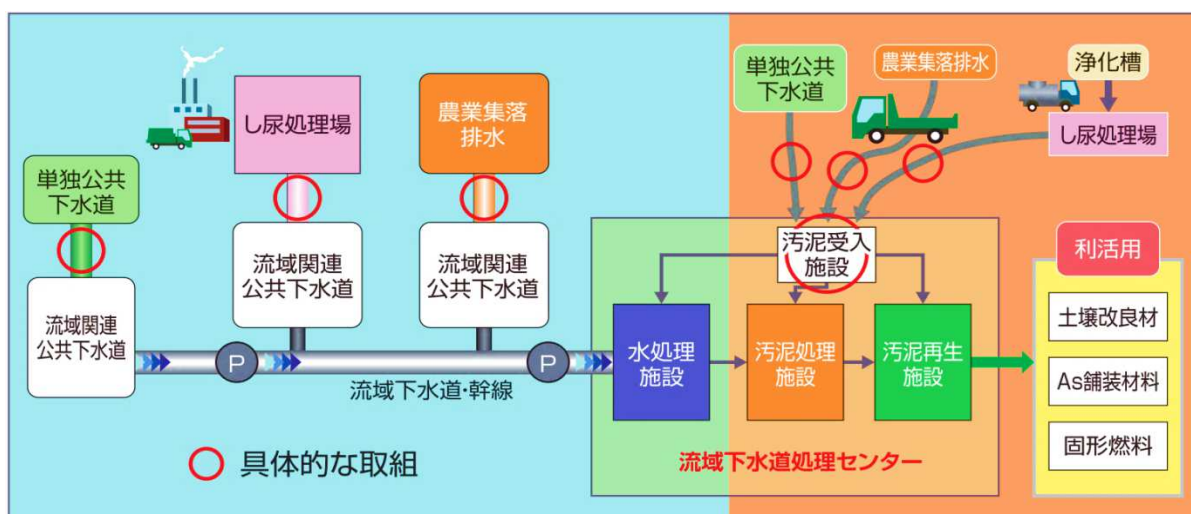 単独公共
下水道
し尿処理場
農業集落
排水
流域関連
公共下水道
流域関連
公共下水道
流域関連
公共下水道
P
P
流域下水道・幹線
具体的な取組
単独公共
下水道
農業集落排水
浄化槽
し尿処理場
汚泥受入
施設
水処理
施設
汚泥処理
施設
汚泥再生
施設
流域下水道処理センター
利活用
土壌改良材
As舗装材料
固形燃料